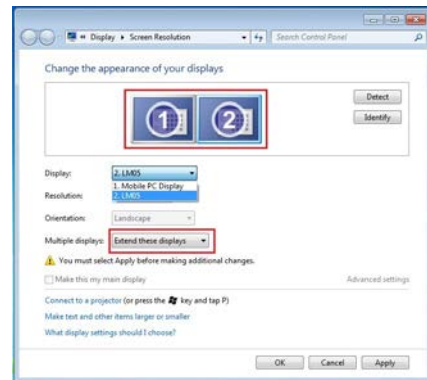 Display ▸ Screen Resolution
Search Control Panel
Change the appearance of your displays
1
2
Detect
Identify
Display: 2. LM05
1. Mobile PC Display
Resolution: 2. LM05
Orientation: Landscape
Multiple displays: Extend these displays
You must select Apply before making additional changes.
Make this my main display
Advanced settings
Connect to a projector (or press the key and tap P)
Make text and other items larger or smaller
What display settings should I choose?
OK Cancel Apply